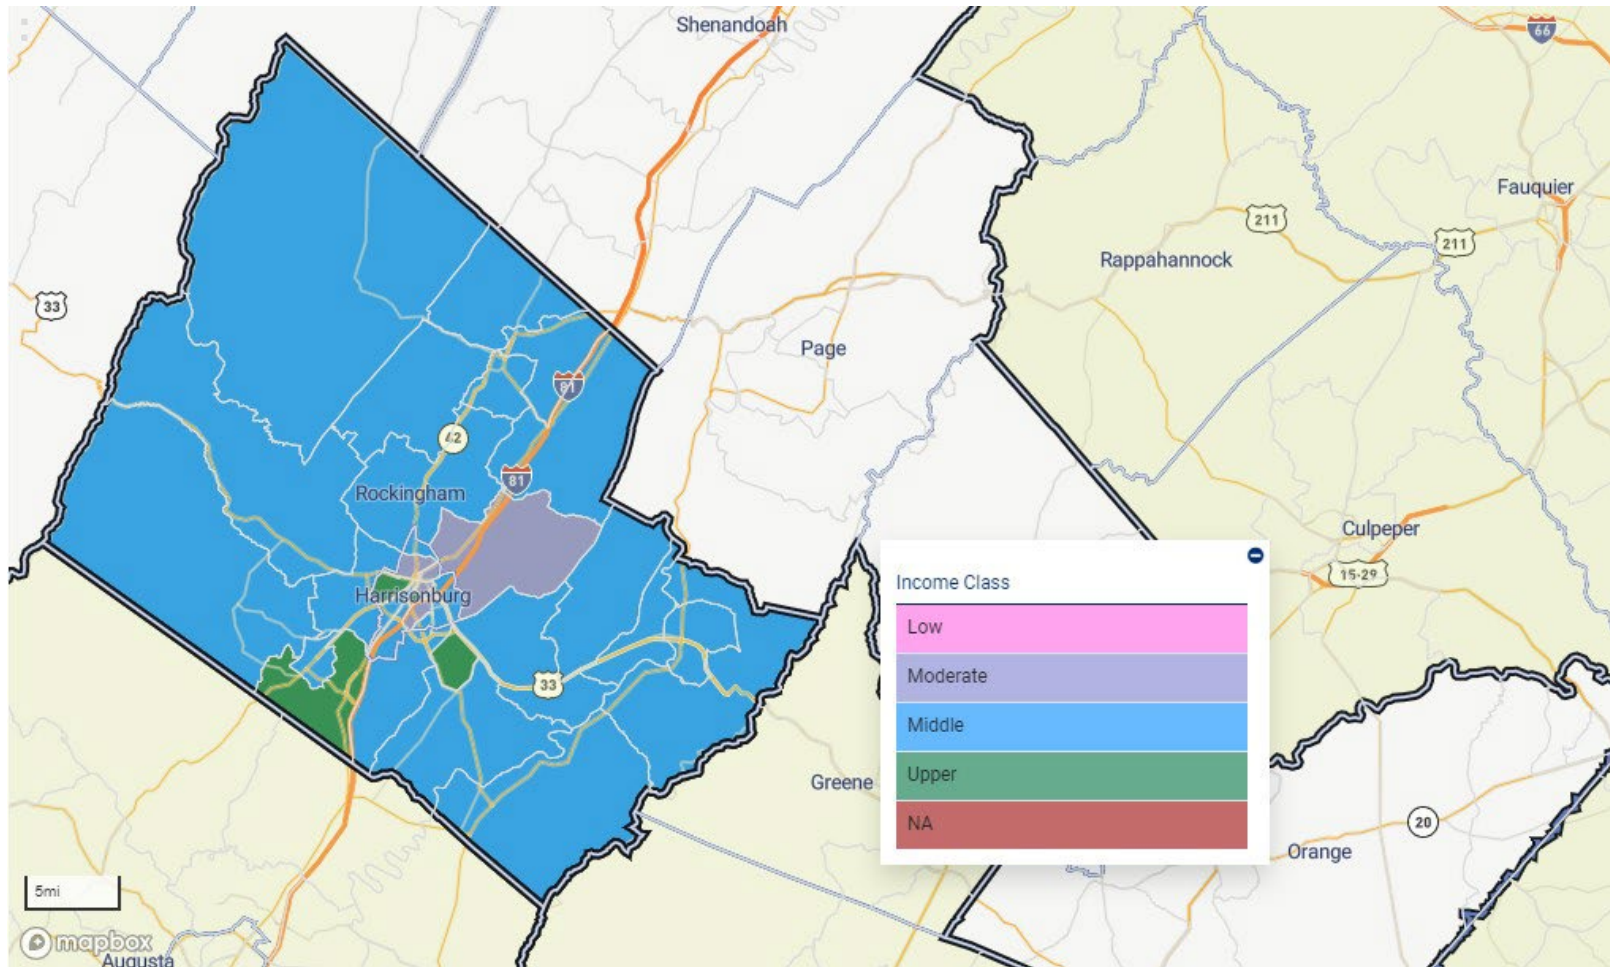 Shenandoah
66
Fauquier
211
211
Rappahannock
33
Page
81
42
81
Rockingham
Culpeper
15-29
Harrisonburg
Income Class
Low
Moderate
33
Middle
Upper
Greene
NA
20
Orange
5mi
mapbox
Augusta